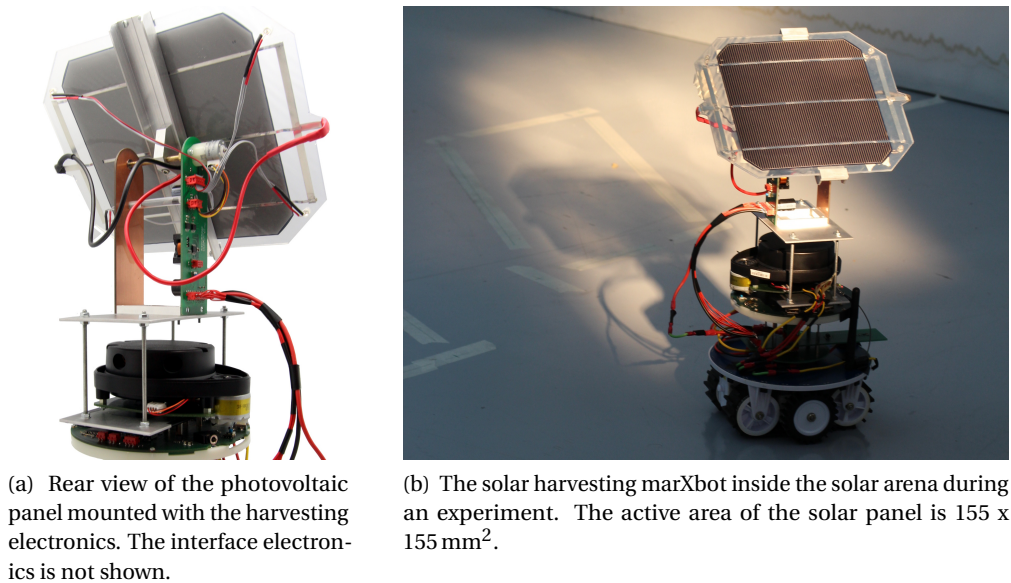 (a) Rear view of the photovoltaic
panel mounted with the harvesting
electronics. The interface electron-
ics is not shown.
(b) The solar harvesting marXbot inside the solar arena during
an experiment. The active area of the solar panel is 155 x
155 mm².